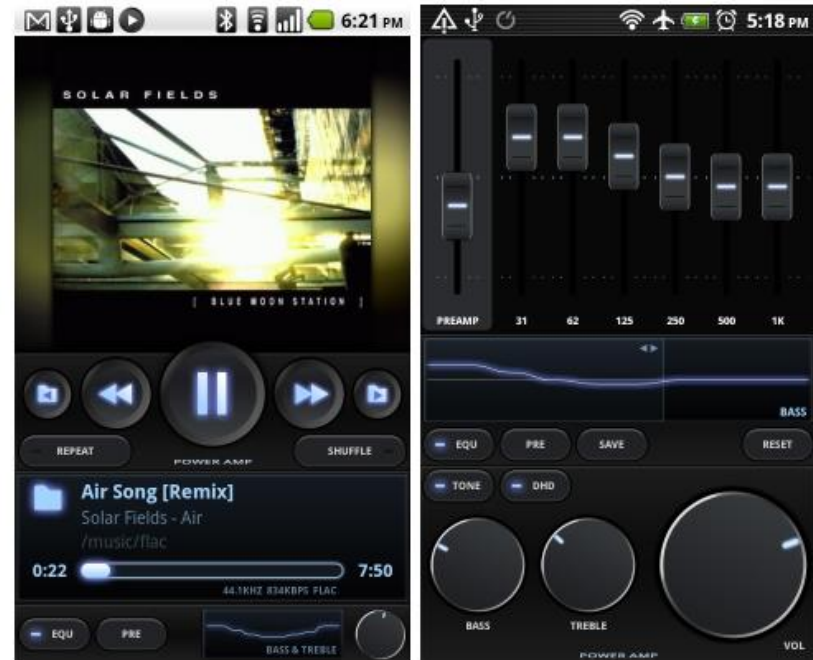 6:21 PM
SOLAR FIELDS
[ BLUE MOON STATION ]
REPEAT
SHUFFLE
POWER AMP
Air Song [Remix]
Solar Fields - Air
/music/flac
0:22
7:50
44.1KHZ 834KBPS FLAC
EQU
PRE
BASS & TREBLE
5:18 PM
PREAMP 31 62 125 250 500 1K
BASS
EQU PRE SAVE RESET
TONE DHD
BASS TREBLE VOL
POWER AMP